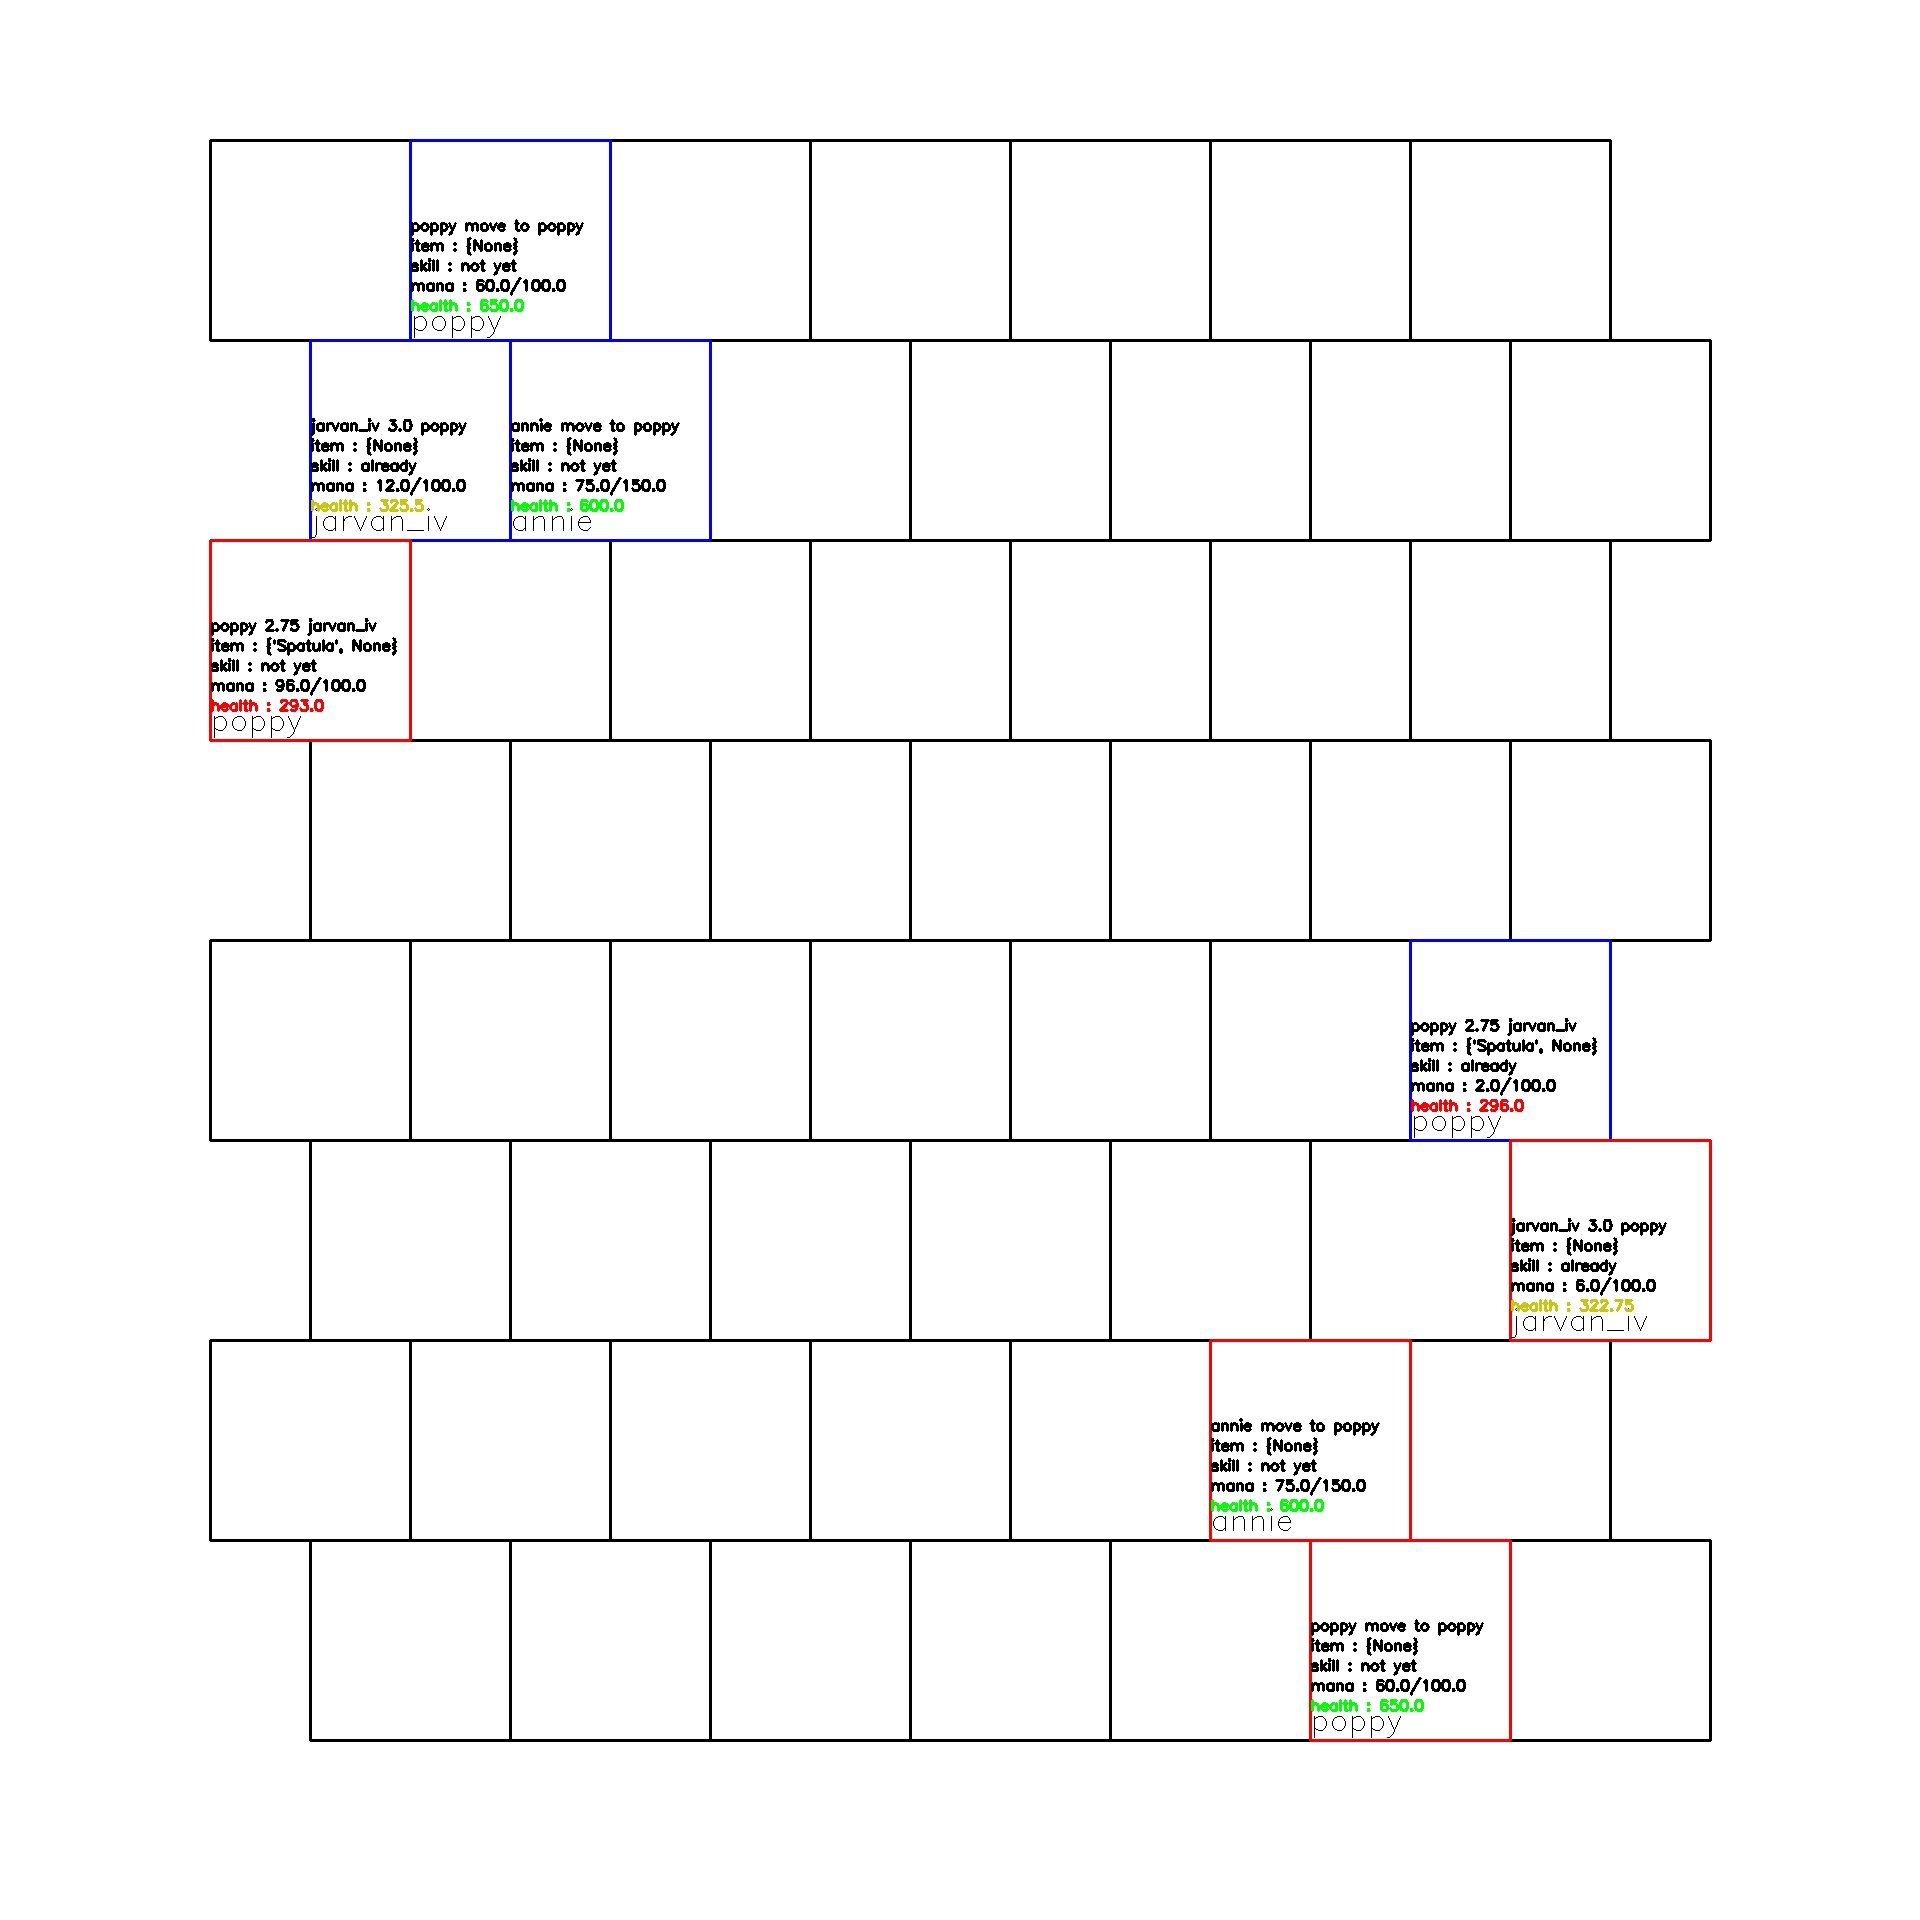 poppy move to poppy
item : {None}
skill : not yet
mana : 60.0/100.0
health : 650.0
poppy
jarvan_iv 3.0 poppy
item : {None}
skill : already
mana : 12.0/100.0
health : 325.5
jarvan_iv
annie move to poppy
item : {None}
skill : not yet
mana : 75.0/150.0
health : 600.0
annie
poppy 2.75 jarvan_iv
item : {'Spatula', None}
skill : not yet
mana : 96.0/100.0
health : 293.0
poppy
poppy 2.75 jarvan_iv
item : {'Spatula', None}
skill : already
mana : 2.0/100.0
health : 296.0
poppy
jarvan_iv 3.0 poppy
item : {None}
skill : already
mana : 6.0/100.0
health : 322.75
jarvan_iv
annie move to poppy
item : {None}
skill : not yet
mana : 75.0/150.0
health : 600.0
annie
poppy move to poppy
item : {None}
skill : not yet
mana : 60.0/100.0
health : 650.0
poppy